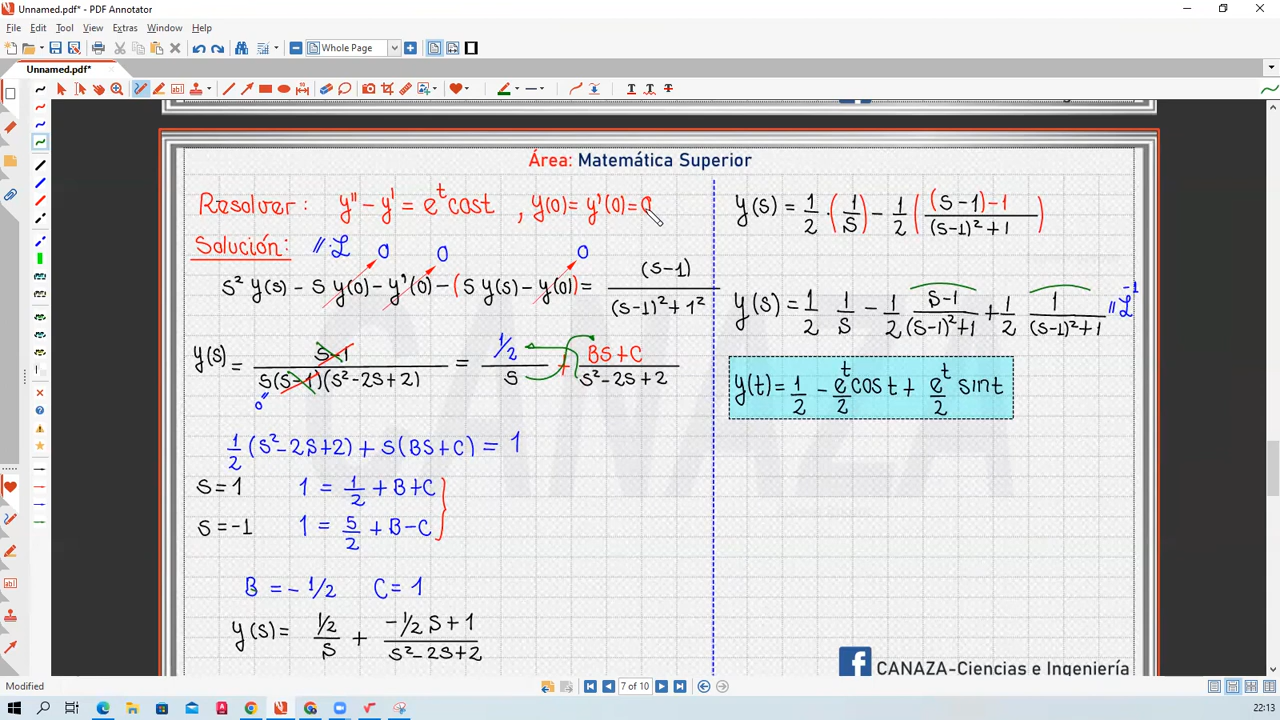 Unnamed.pdf* - PDF Annotator
File Edit Tool View Extras Window Help
Whole Page
Unnamed.pdf*
Área: Matemática Superior
Resolver: y'' - y' = e^t cost , y(0) = y'(0) = 0
Solución: // : L
0 0 0
s² y(s) - s y(0) - y'(0) - (s y(s) - y(0)) = (s-1) / ((s-1)² + 1²)
y(s) = s-1 / (s(s-1)(s²-2s+2)) = 1/2 / s + Bs+C / (s²-2s+2)
0
1/2 (s²-2s+2) + s(Bs+C) = 1
s = 1 1 = 1/2 + B+C
s = -1 1 = 5/2 + B-C
B = -1/2 C = 1
y(s) = 1/2 / s + (-1/2 s + 1) / (s²-2s+2)
y(s) = 1/2 · (1/s) - 1/2 ( ((s-1)-1) / ((s-1)²+1) )
y(s) = 1/2 1/s - 1/2 (s-1) / ((s-1)²+1) + 1/2 1 / ((s-1)²+1) // L^-1
y(t) = 1/2 - e^t/2 cos t + e^t/2 sint
CANAZA-Ciencias e Ingeniería
Modified
7 of 10
22:13